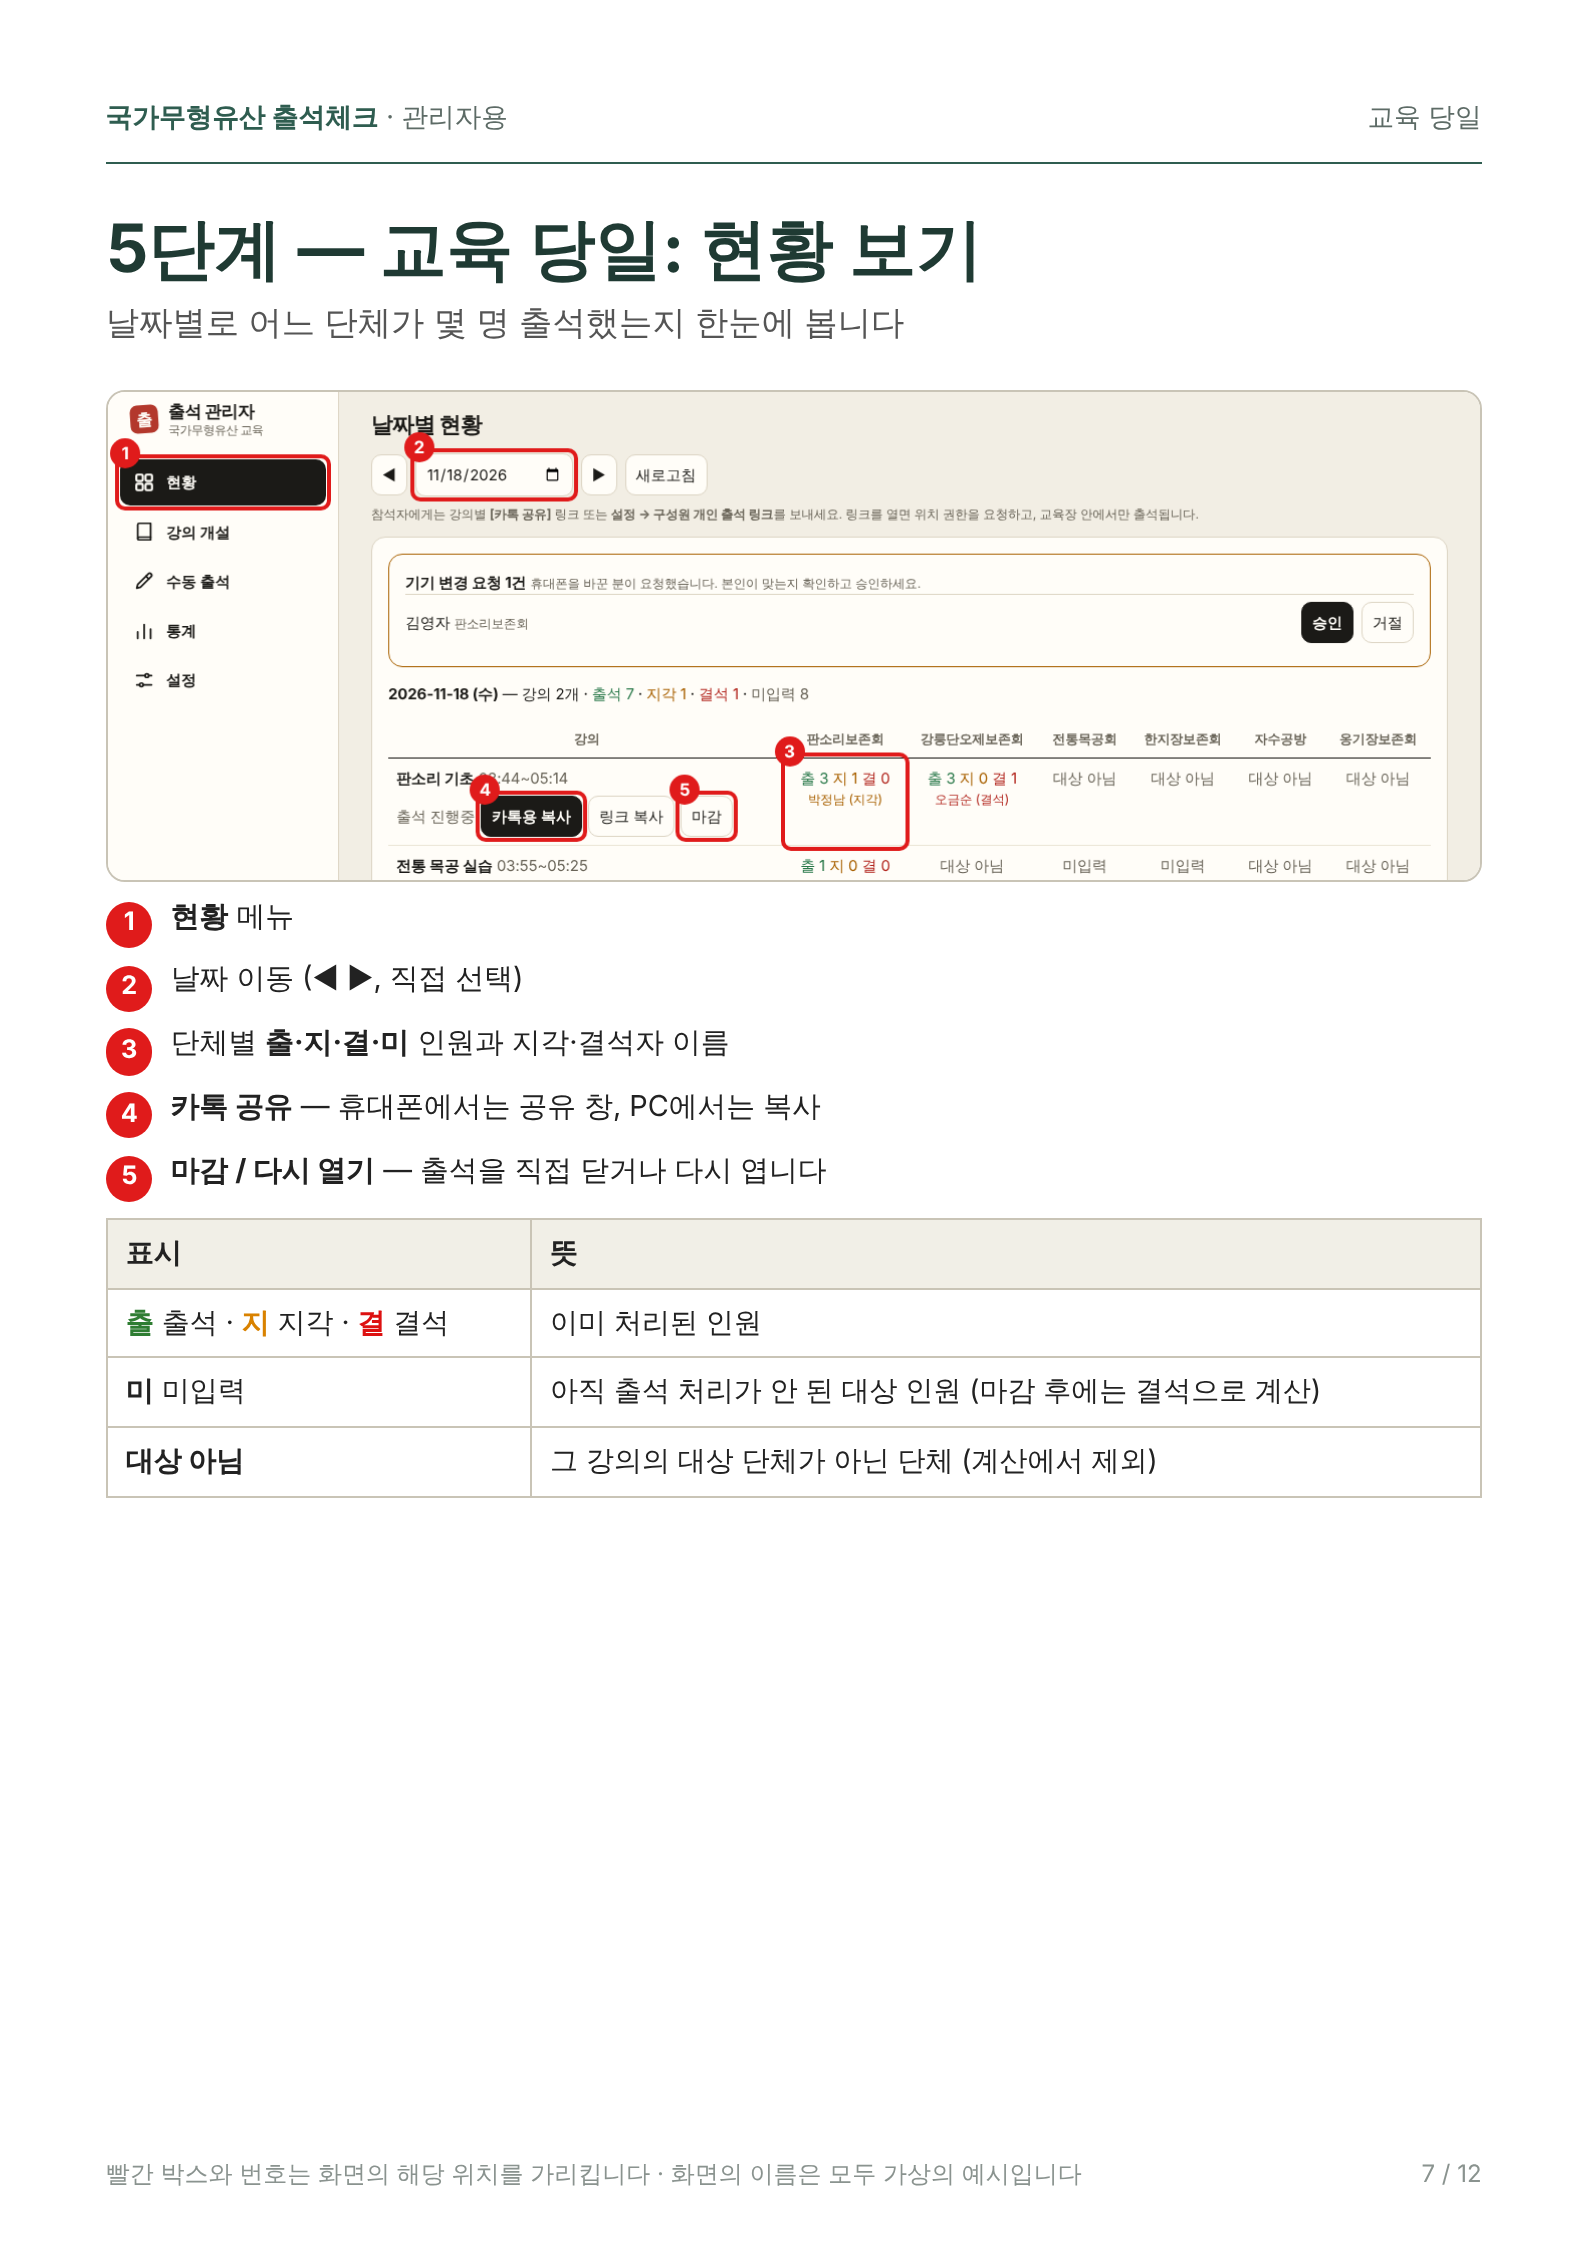 국가무형유산 출석체크 · 관리자용
교육 당일
5단계 — 교육 당일: 현황 보기
날짜별로 어느 단체가 몇 명 출석했는지 한눈에 봅니다
출 출석 관리자
국가무형유산 교육
1
현황
강의 개설
수동 출석
통계
설정
날짜별 현황
2
◀ 11/18/2026 ▶ 새로고침
참석자에게는 강의별 [카톡 공유] 링크 또는 설정 → 구성원 개인 출석 링크를 보내세요. 링크를 열면 위치 권한을 요청하고, 교육장 안에서만 출석됩니다.
기기 변경 요청 1건 휴대폰을 바꾼 분이 요청했습니다. 본인이 맞는지 확인하고 승인하세요.
김영자 판소리보존회 승인 거절
2026-11-18 (수) — 강의 2개 · 출석 7 · 지각 1 · 결석 1 · 미입력 8
강의 판소리보존회 강릉단오제보존회 전통목공회 한지장보존회 자수공방 옹기장보존회
3
판소리 기초 :44~05:14 출 3 지 1 결 0 출 3 지 0 결 1 대상 아님 대상 아님 대상 아님 대상 아님
박정남 (지각) 오금순 (결석)
4 5
출석 진행중 카톡용 복사 링크 복사 마감
전통 목공 실습 03:55~05:25 출 1 지 0 결 0 대상 아님 미입력 미입력 대상 아님 대상 아님
1 현황 메뉴
2 날짜 이동 (◀ ▶, 직접 선택)
3 단체별 출·지·결·미 인원과 지각·결석자 이름
4 카톡 공유 — 휴대폰에서는 공유 창, PC에서는 복사
5 마감 / 다시 열기 — 출석을 직접 닫거나 다시 엽니다
표시 뜻
출 출석 · 지 지각 · 결 결석 이미 처리된 인원
미 미입력 아직 출석 처리가 안 된 대상 인원 (마감 후에는 결석으로 계산)
대상 아님 그 강의의 대상 단체가 아닌 단체 (계산에서 제외)
빨간 박스와 번호는 화면의 해당 위치를 가리킵니다 · 화면의 이름은 모두 가상의 예시입니다
7 / 12